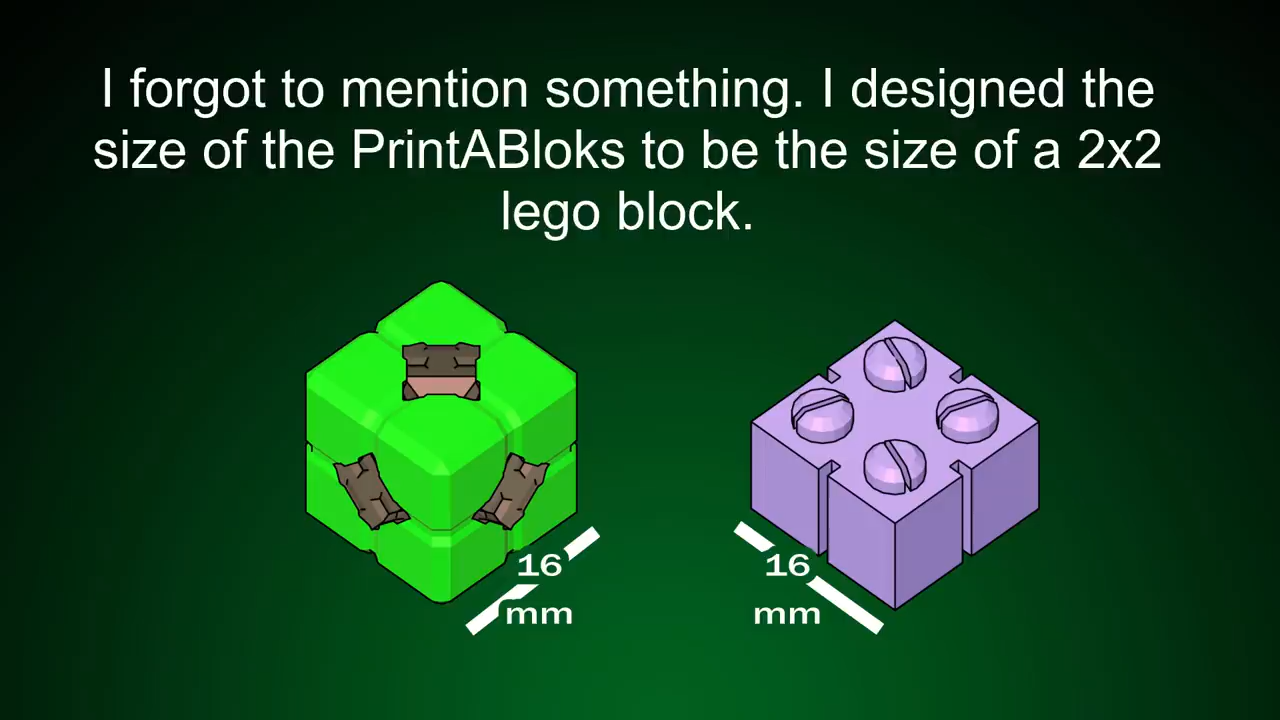 I forgot to mention something. I designed the
size of the PrintABloks to be the size of a 2x2
lego block.
16
mm
16
mm